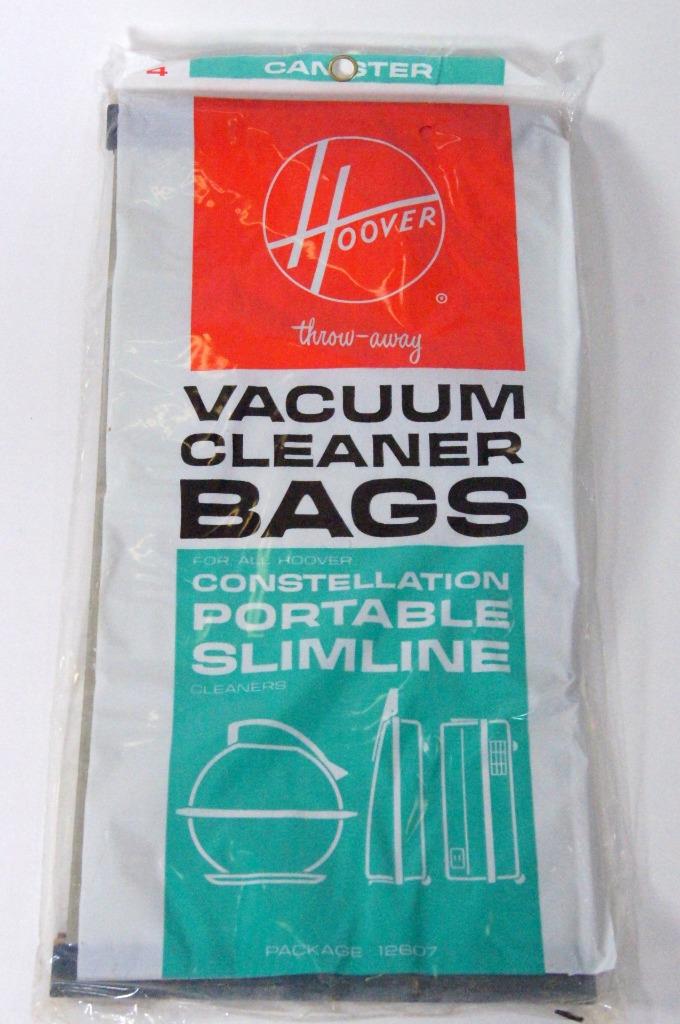 4 CANISTER
HOOVER
®
throw-away
VACUUM
CLEANER
BAGS
FOR ALL HOOVER
CONSTELLATION
PORTABLE
SLIMLINE
CLEANERS
PACKAGE 12607